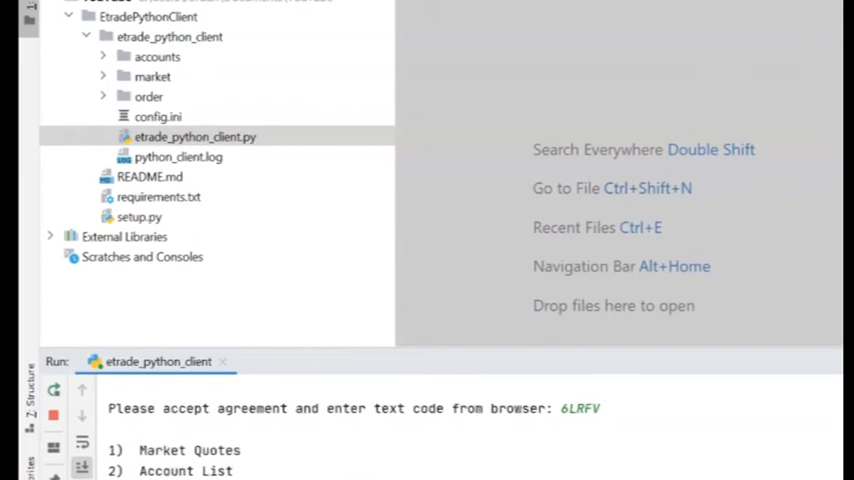 EtradePythonClient
etrade_python_client
accounts
market
order
config.ini
etrade_python_client.py
python_client.log
README.md
requirements.txt
setup.py
External Libraries
Scratches and Consoles
Search Everywhere Double Shift
Go to File Ctrl+Shift+N
Recent Files Ctrl+E
Navigation Bar Alt+Home
Drop files here to open
Run: etrade_python_client
Z: Structure
Please accept agreement and enter text code from browser: 6LRFV
1) Market Quotes
2) Account List